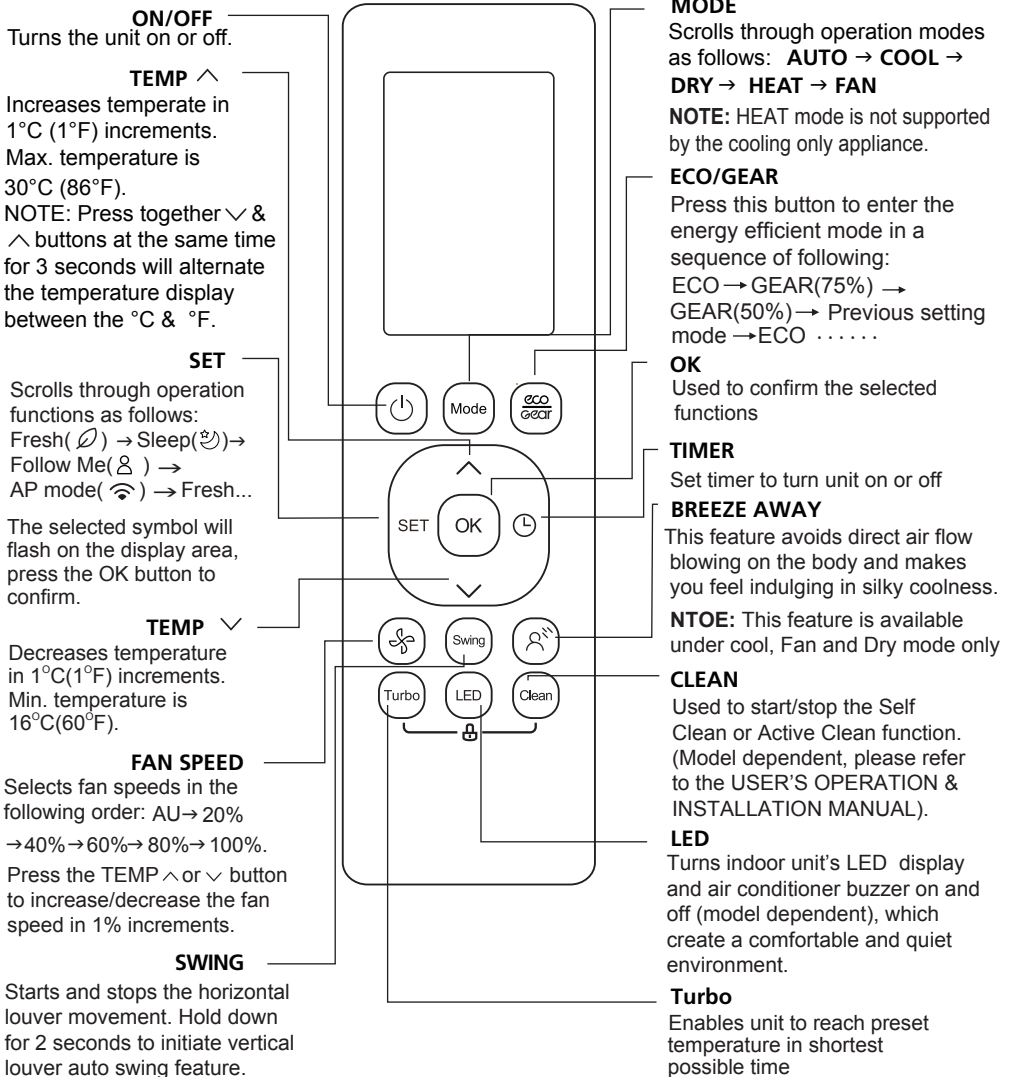 ON/OFF
Turns the unit on or off.
TEMP ︿
Increases temperate in
1°C (1°F) increments.
Max. temperature is
30°C (86°F).
NOTE: Press together ﹀ &
︿ buttons at the same time
for 3 seconds will alternate
the temperature display
between the °C & °F.
SET
Scrolls through operation
functions as follows:
Fresh( ) → Sleep( ) →
Follow Me( ) →
AP mode( ) → Fresh...
The selected symbol will
flash on the display area,
press the OK button to
confirm.
TEMP ﹀
Decreases temperature
in 1°C(1°F) increments.
Min. temperature is
16°C(60°F).
FAN SPEED
Selects fan speeds in the
following order: AU→ 20%
→40%→60%→ 80%→ 100%.
Press the TEMP ︿ or ﹀ button
to increase/decrease the fan
speed in 1% increments.
SWING
Starts and stops the horizontal
louver movement. Hold down
for 2 seconds to initiate vertical
louver auto swing feature.
Mode
eco
Gear
SET
OK
Swing
Turbo
LED
Clean
MODE
Scrolls through operation modes
as follows: AUTO → COOL →
DRY → HEAT → FAN
NOTE: HEAT mode is not supported
by the cooling only appliance.
ECO/GEAR
Press this button to enter the
energy efficient mode in a
sequence of following:
ECO → GEAR(75%) →
GEAR(50%) → Previous setting
mode → ECO ······
OK
Used to confirm the selected
functions
TIMER
Set timer to turn unit on or off
BREEZE AWAY
This feature avoids direct air flow
blowing on the body and makes
you feel indulging in silky coolness.
NTOE: This feature is available
under cool, Fan and Dry mode only
CLEAN
Used to start/stop the Self
Clean or Active Clean function.
(Model dependent, please refer
to the USER'S OPERATION &
INSTALLATION MANUAL).
LED
Turns indoor unit's LED display
and air conditioner buzzer on and
off (model dependent), which
create a comfortable and quiet
environment.
Turbo
Enables unit to reach preset
temperature in shortest
possible time